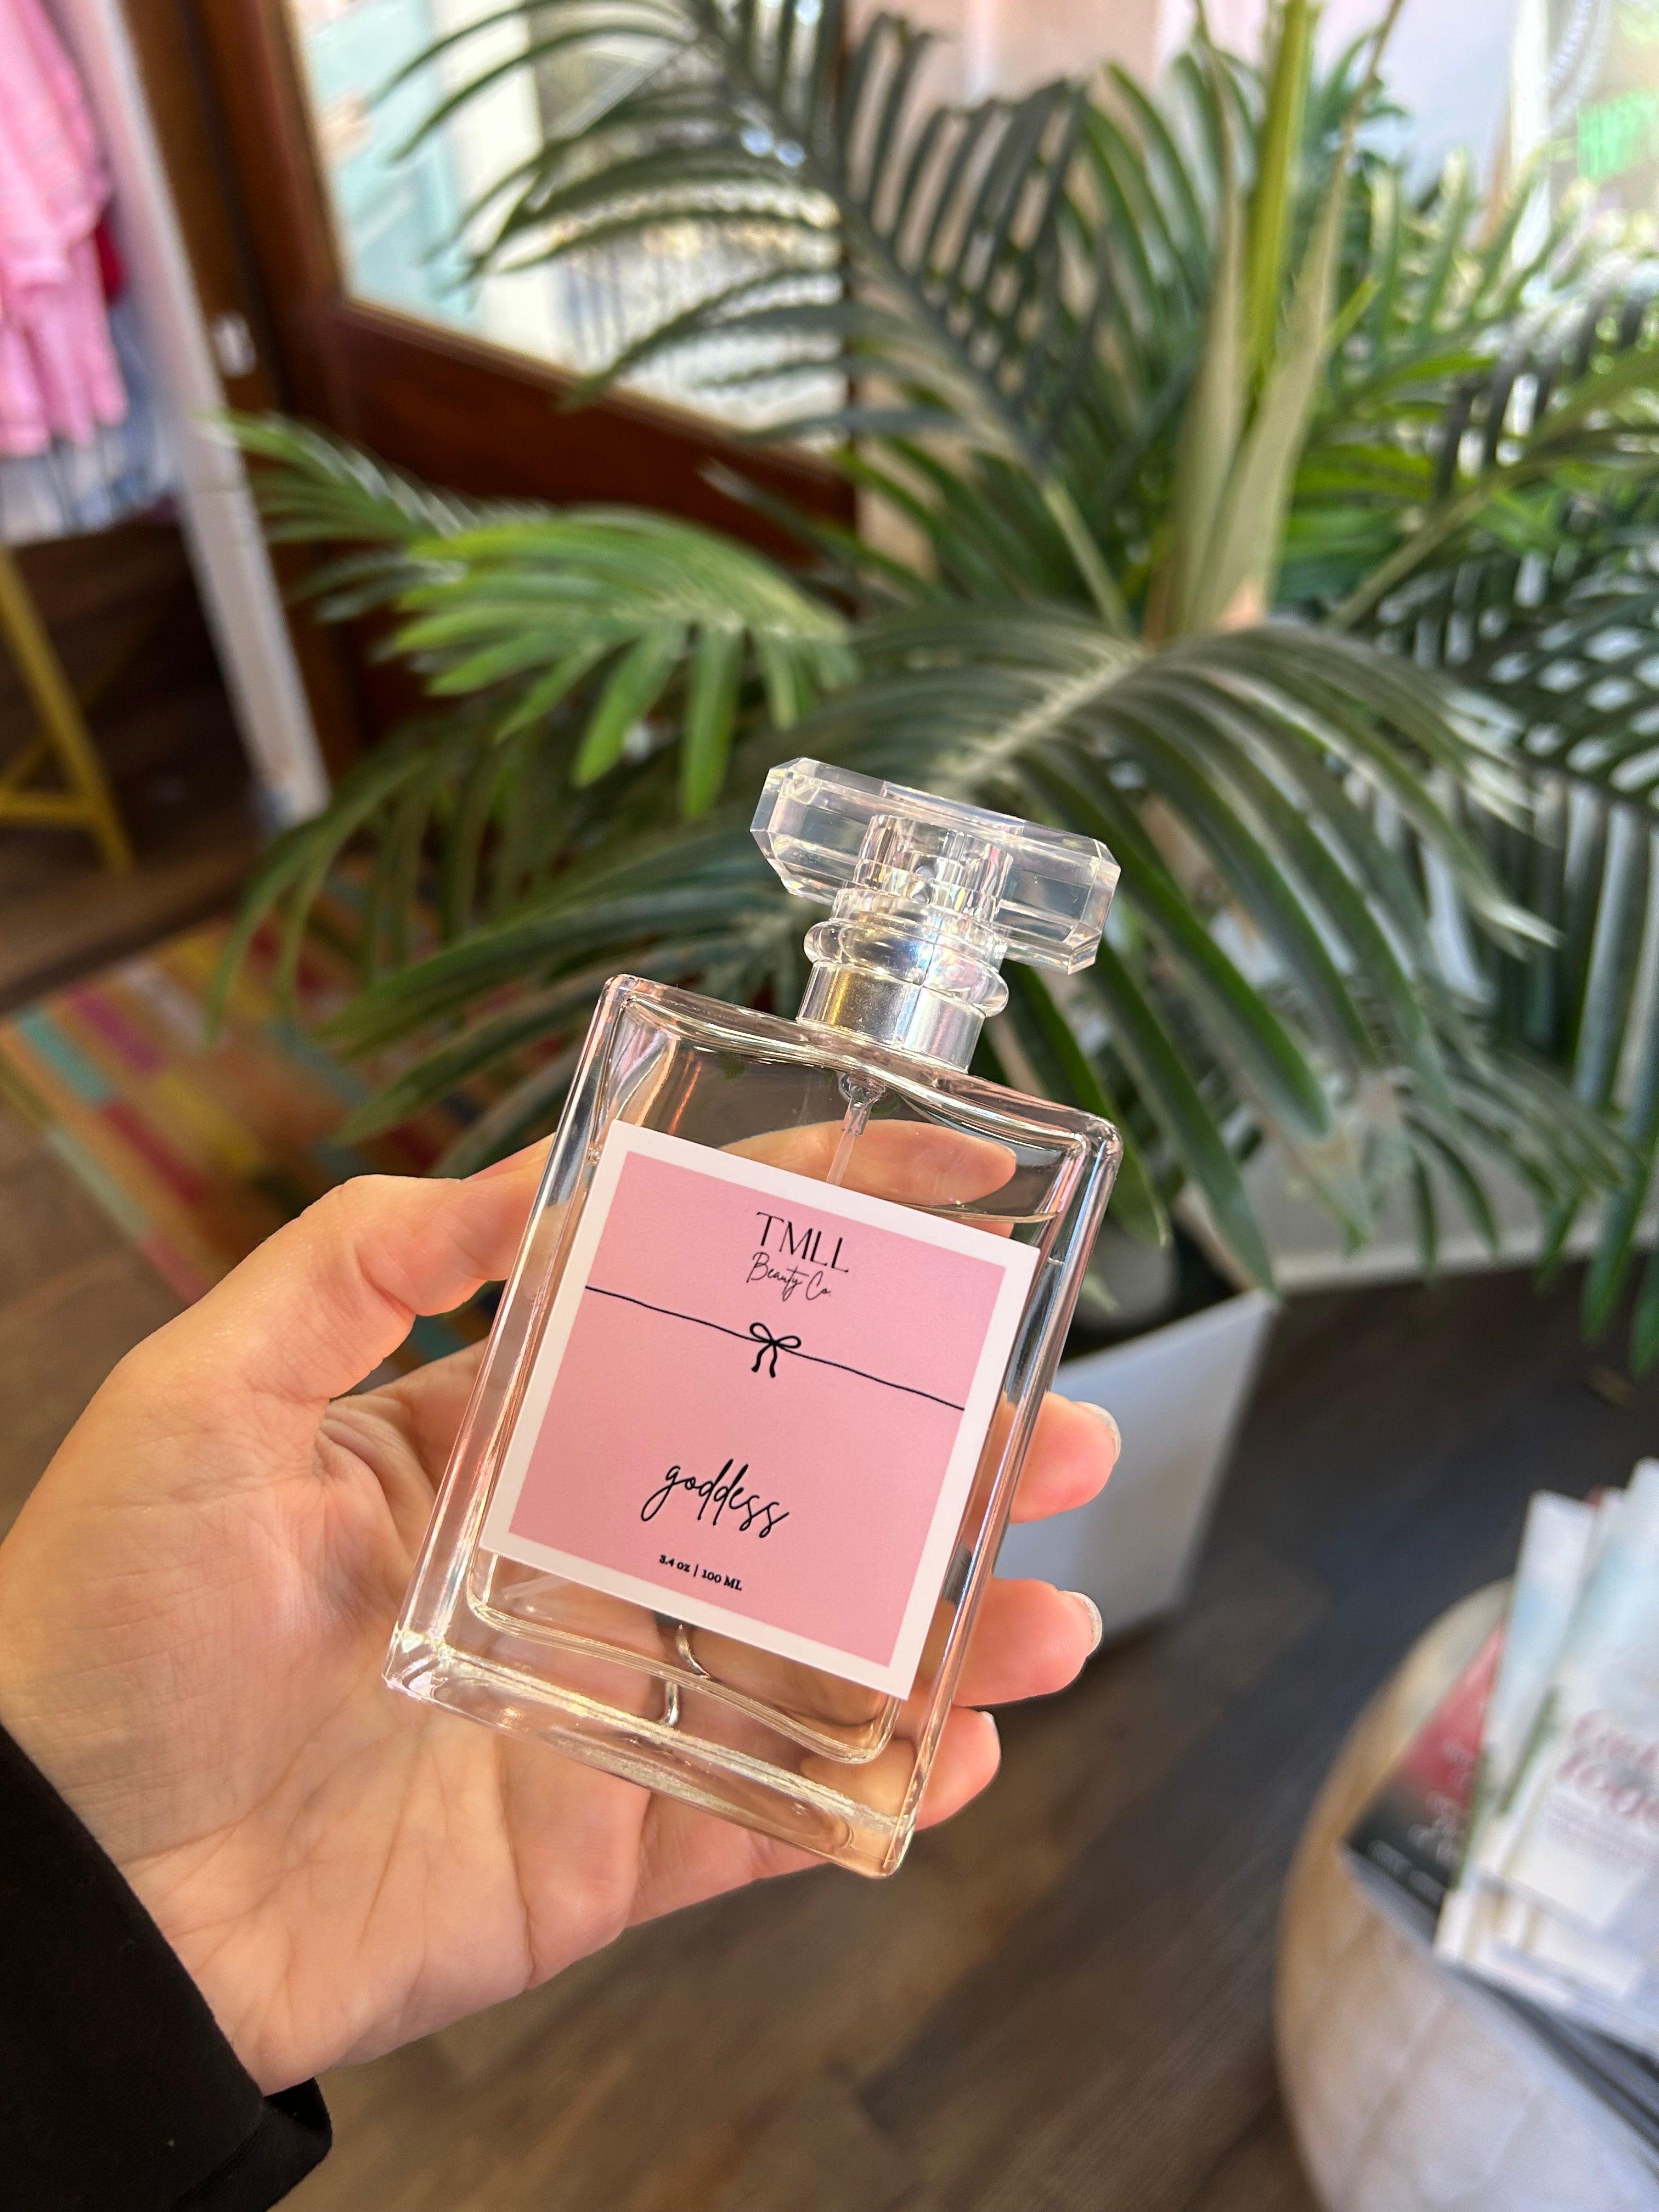 TMLL
Beauty Co.
goddess
3.4 oz | 100 ML